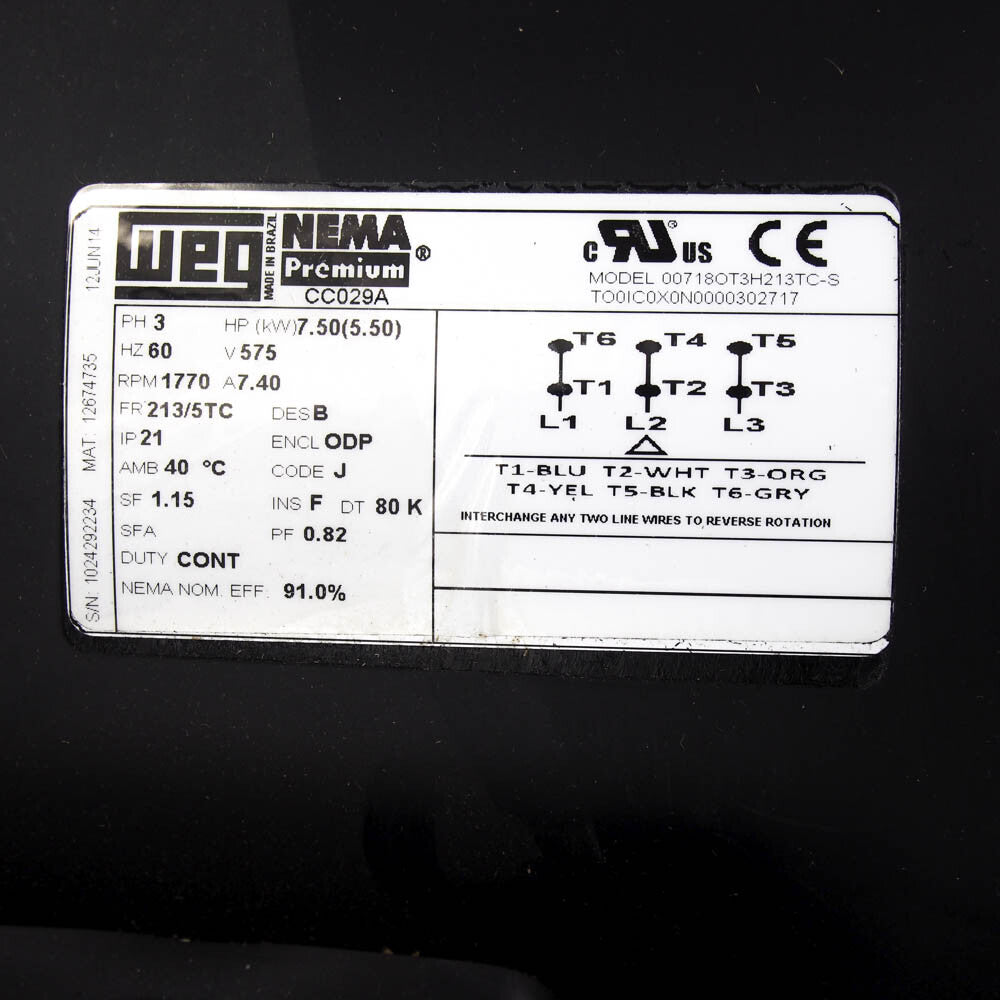 12JUN14
MAT: 12674735
S/N: 1024292234
weg
MADE IN BRAZIL
NEMA
Premium®
CC029A
c RU® US CE
MODEL 00718OT3H213TC-S
TO0IC0X0N0000302717
PH 3 HP (kW)7.50(5.50)
HZ 60 V 575
RPM 1770 A 7.40
FR 213/5TC DES B
IP 21 ENCL ODP
AMB 40 °C CODE J
SF 1.15 INS F DT 80 K
SFA PF 0.82
DUTY CONT
NEMA NOM. EFF. 91.0%
T6 T4 T5
T1 T2 T3
L1 L2 L3
T1-BLU T2-WHT T3-ORG
T4-YEL T5-BLK T6-GRY
INTERCHANGE ANY TWO LINE WIRES TO REVERSE ROTATION